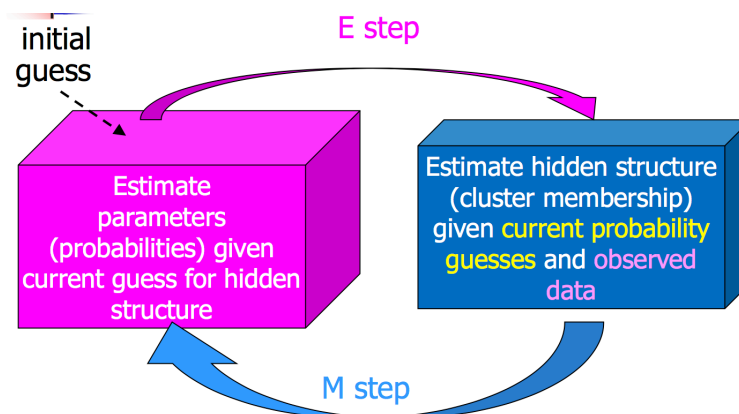 initial
guess
E step
Estimate
parameters
(probabilities) given
current guess for hidden
structure
Estimate hidden structure
(cluster membership)
given current probability
guesses and observed
data
M step